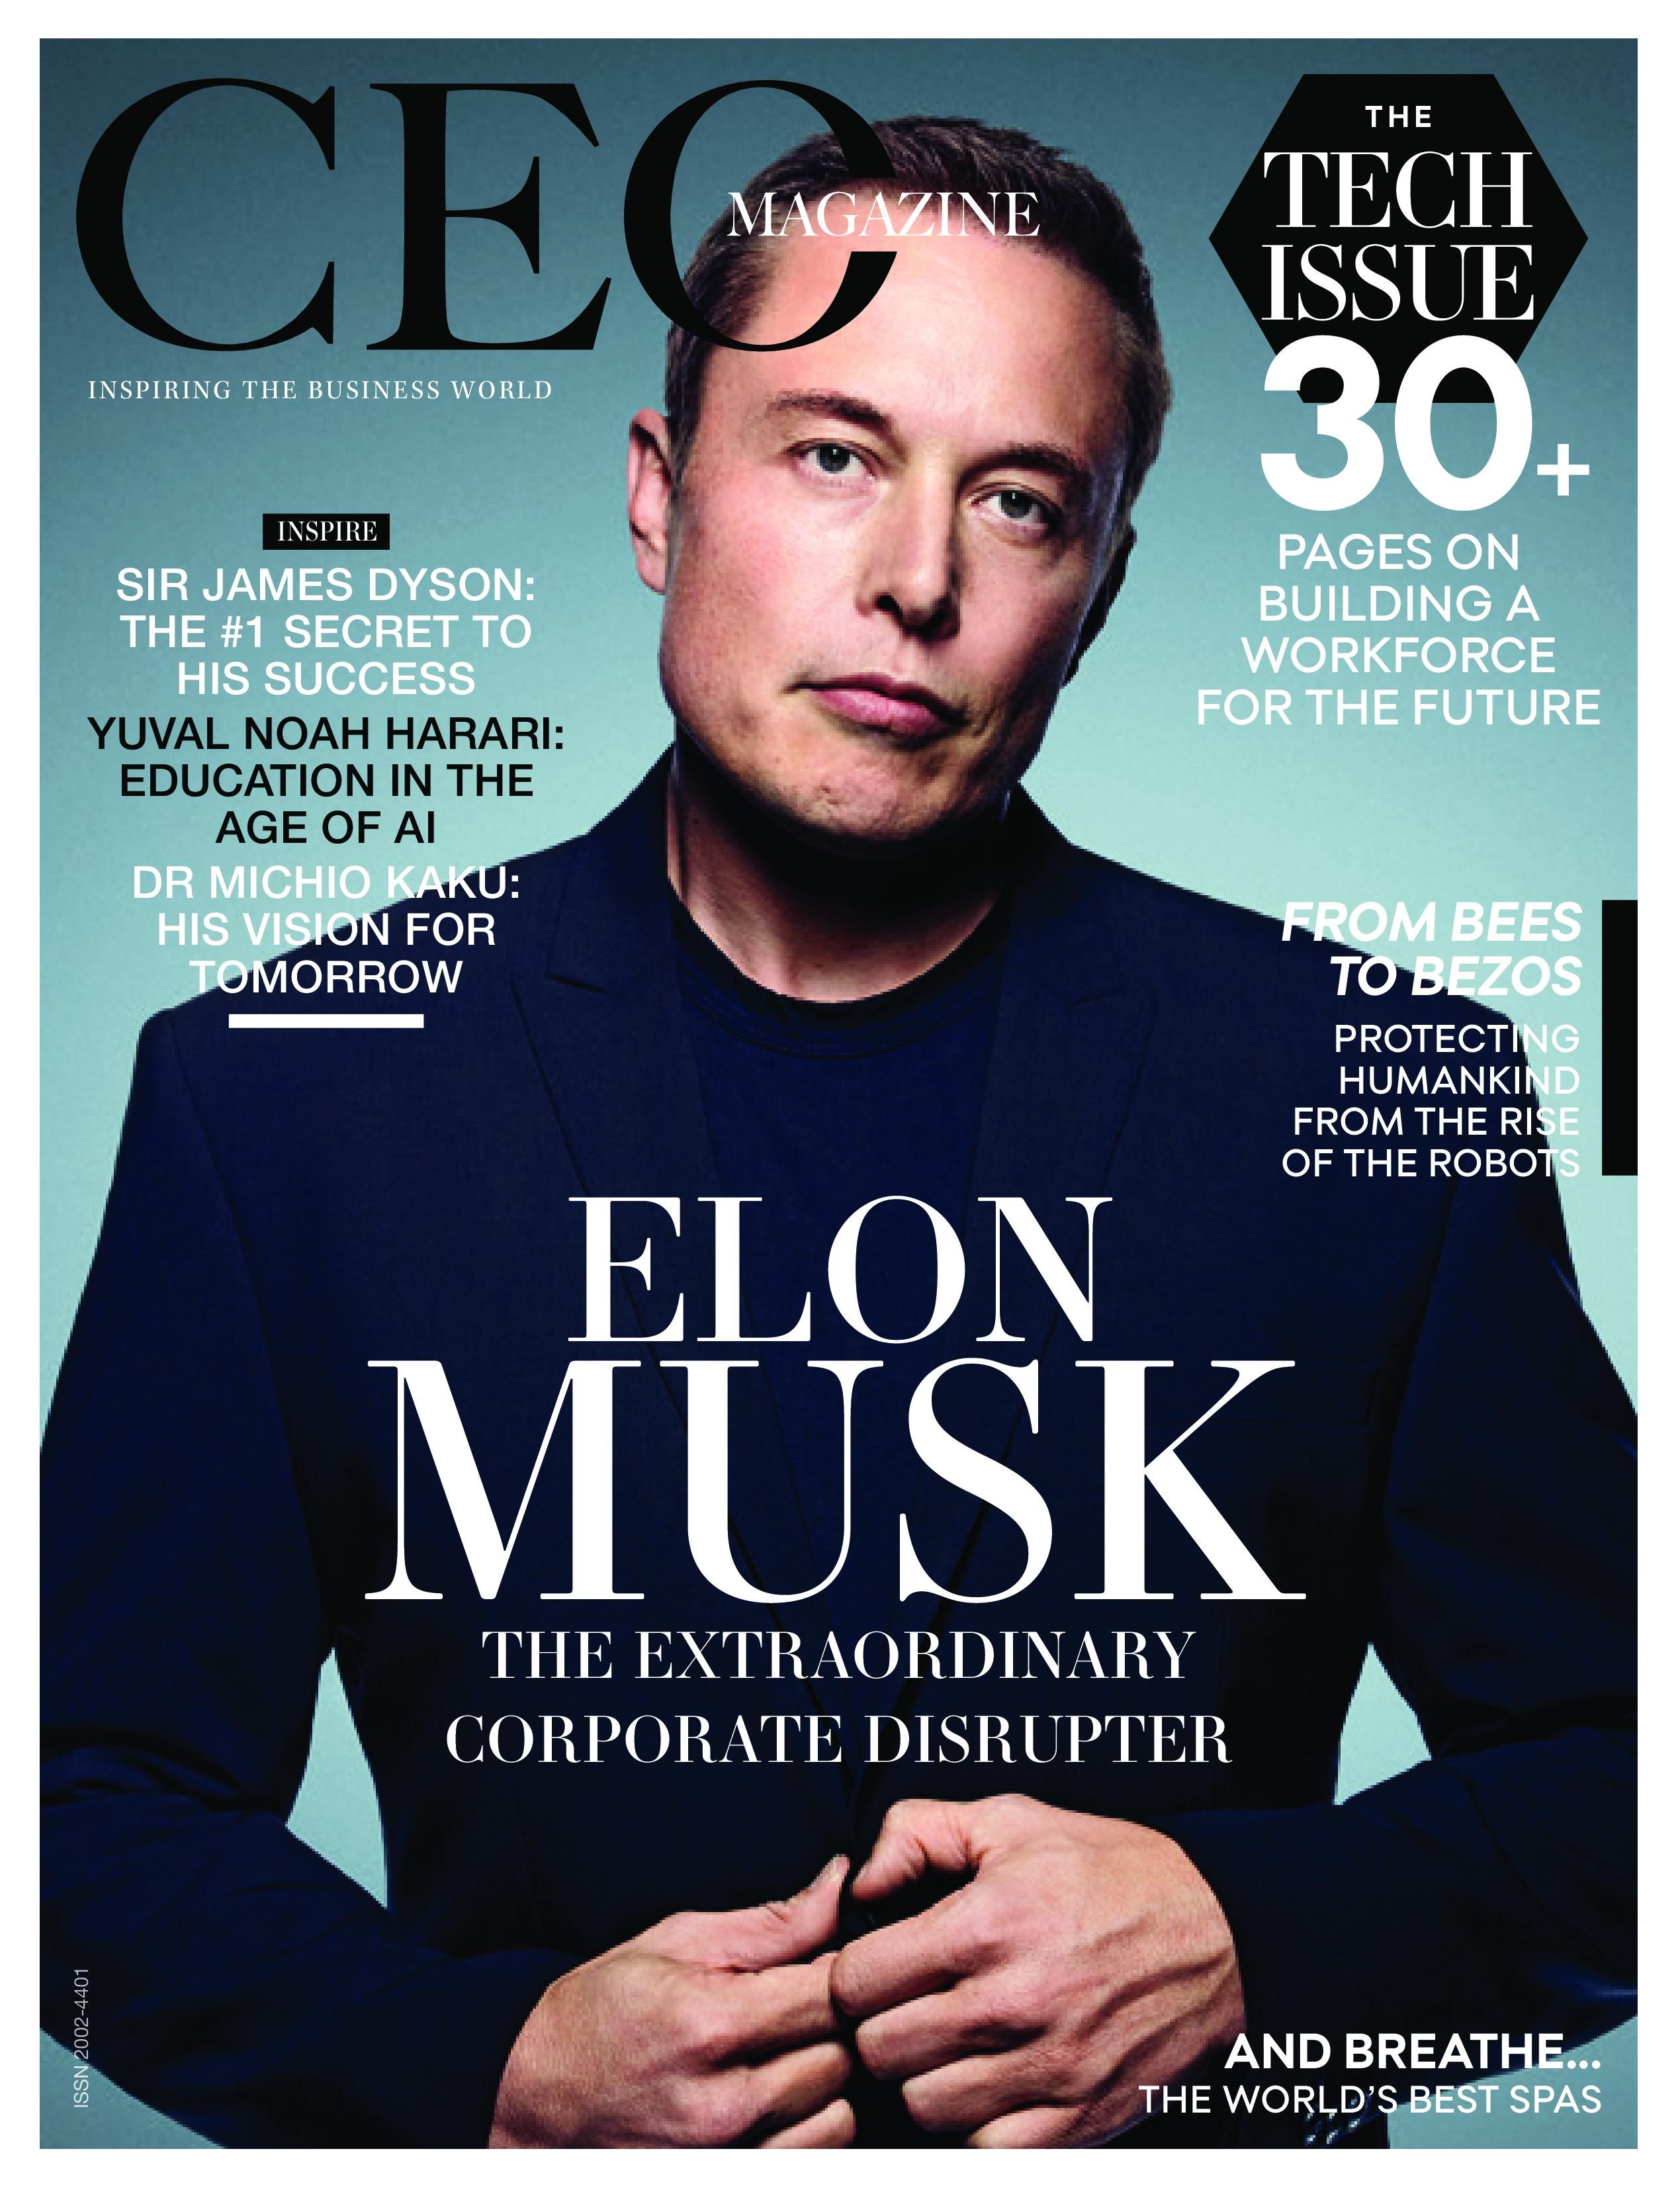 CEO
MAGAZINE
INSPIRING THE BUSINESS WORLD
THE
TECH
ISSUE
30+
PAGES ON
BUILDING A
WORKFORCE
FOR THE FUTURE
INSPIRE
SIR JAMES DYSON:
THE #1 SECRET TO
HIS SUCCESS
YUVAL NOAH HARARI:
EDUCATION IN THE
AGE OF AI
DR MICHIO KAKU:
HIS VISION FOR
TOMORROW
FROM BEES
TO BEZOS
PROTECTING
HUMANKIND
FROM THE RISE
OF THE ROBOTS
ELON
MUSK
THE EXTRAORDINARY
CORPORATE DISRUPTER
AND BREATHE...
THE WORLD'S BEST SPAS
ISSN 2002-4401